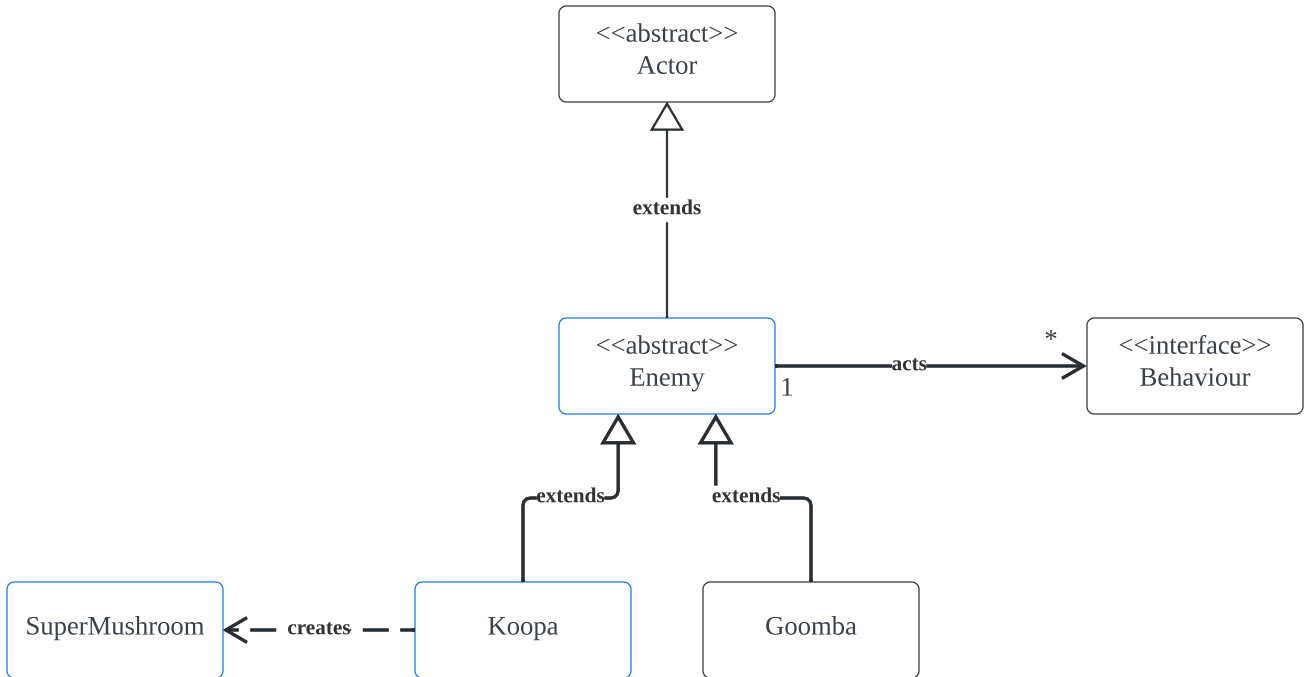 <<abstract>>
Actor
extends
<<abstract>>
Enemy
1
acts
*
<<interface>>
Behaviour
extends
extends
SuperMushroom
creates
Koopa
Goomba